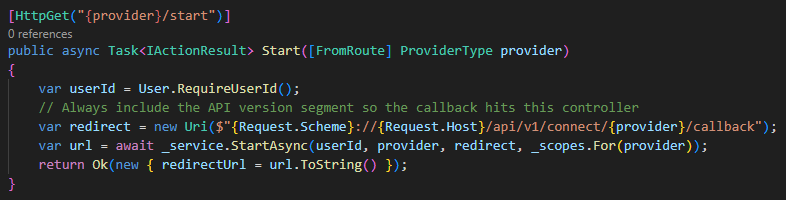 [HttpGet("{provider}/start")]
0 references
public async Task<IActionResult> Start([FromRoute] ProviderType provider)
{
    var userId = User.RequireUserId();
    // Always include the API version segment so the callback hits this controller
    var redirect = new Uri($"{Request.Scheme}://{Request.Host}/api/v1/connect/{provider}/callback");
    var url = await _service.StartAsync(userId, provider, redirect, _scopes.For(provider));
    return Ok(new { redirectUrl = url.ToString() });
}